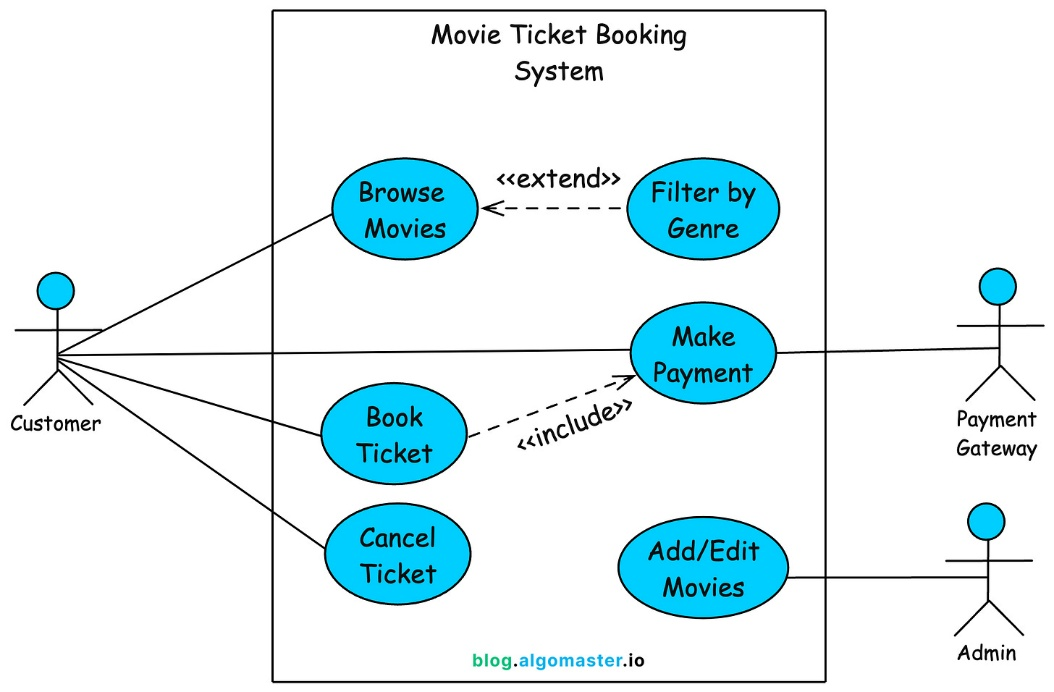 Movie Ticket Booking
System
Browse
Movies
<<extend>>
Filter by
Genre
Make
Payment
Customer
Book
Ticket
<<include>>
Payment
Gateway
Cancel
Ticket
Add/Edit
Movies
Admin
blog.algomaster.io